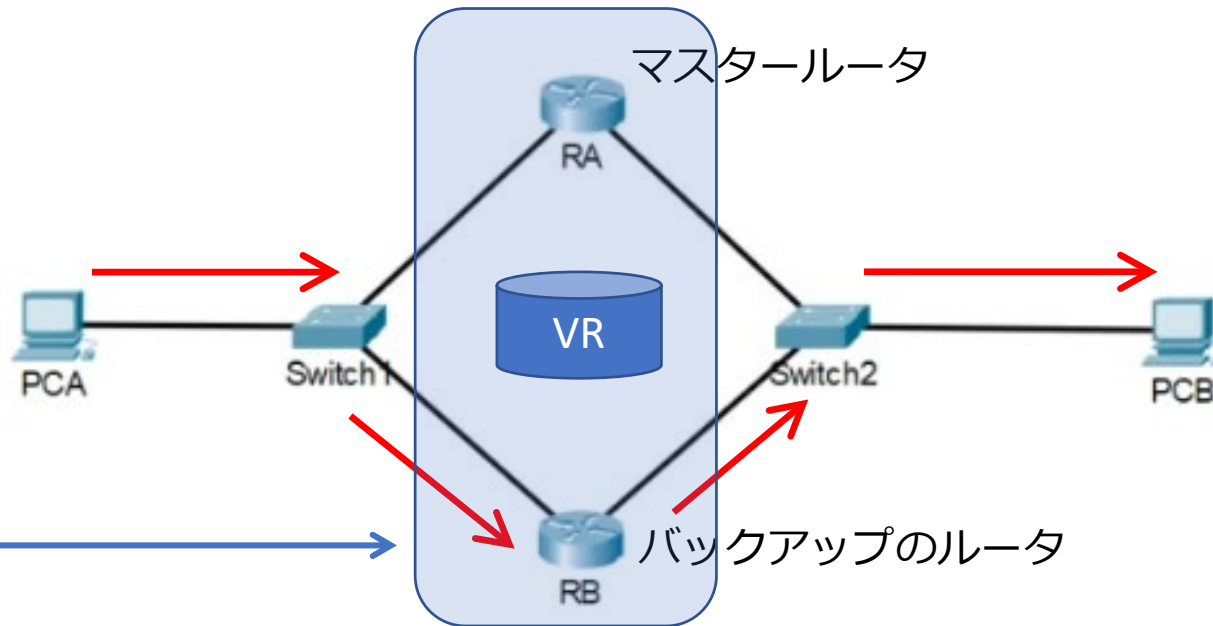 マスタールータ
RA
VR
PCA
Switch1
Switch2
PCB
バックアップのルータ
RB